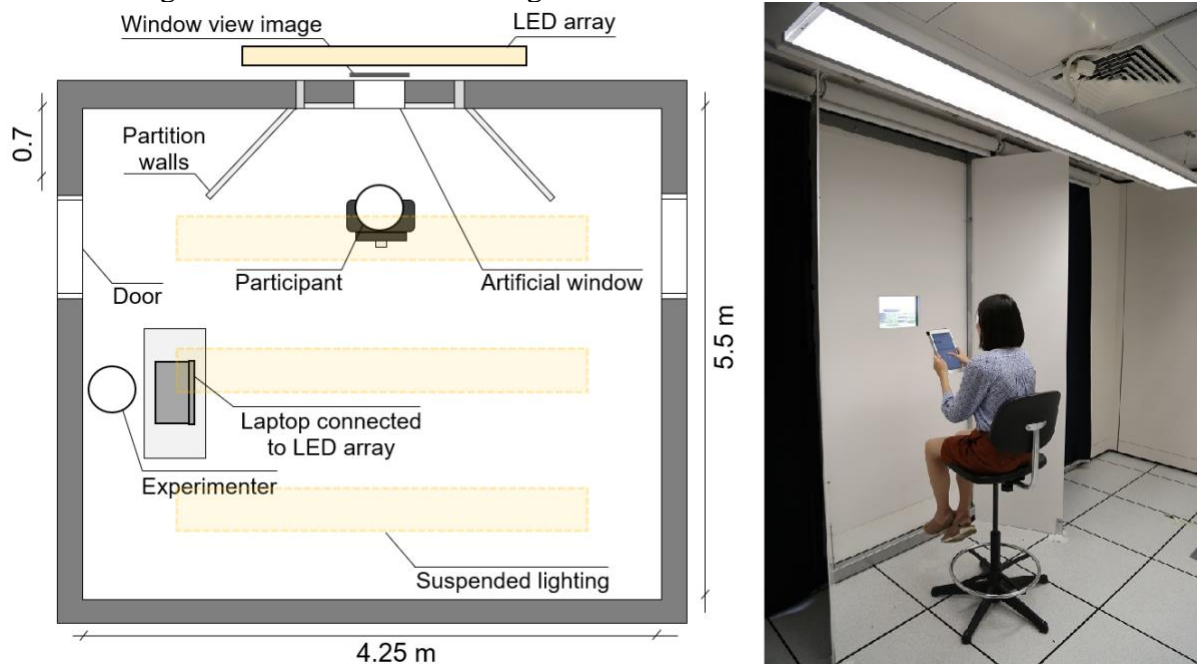 Window view image
LED array
Partition
walls
0.7
Participant
Artificial window
Door
5.5 m
Laptop connected
to LED array
Experimenter
Suspended lighting
4.25 m